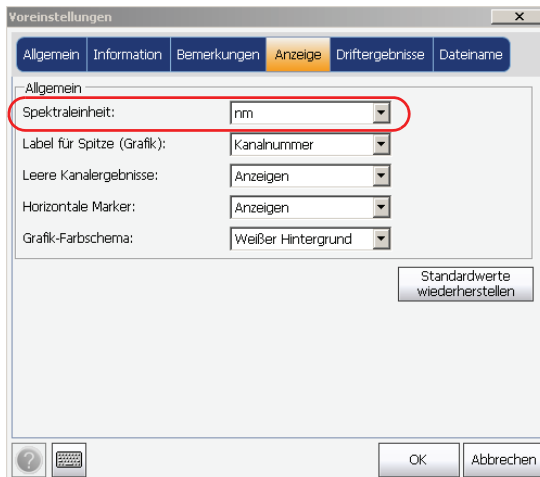 Voreinstellungen
Allgemein Information Bemerkungen Anzeige Driftergebnisse Dateiname
Allgemein
Spektraleinheit: nm
Label für Spitze (Grafik): Kanalnummer
Leere Kanalergebnisse: Anzeigen
Horizontale Marker: Anzeigen
Grafik-Farbschema: Weißer Hintergrund
Standardwerte
wiederherstellen
OK Abbrechen